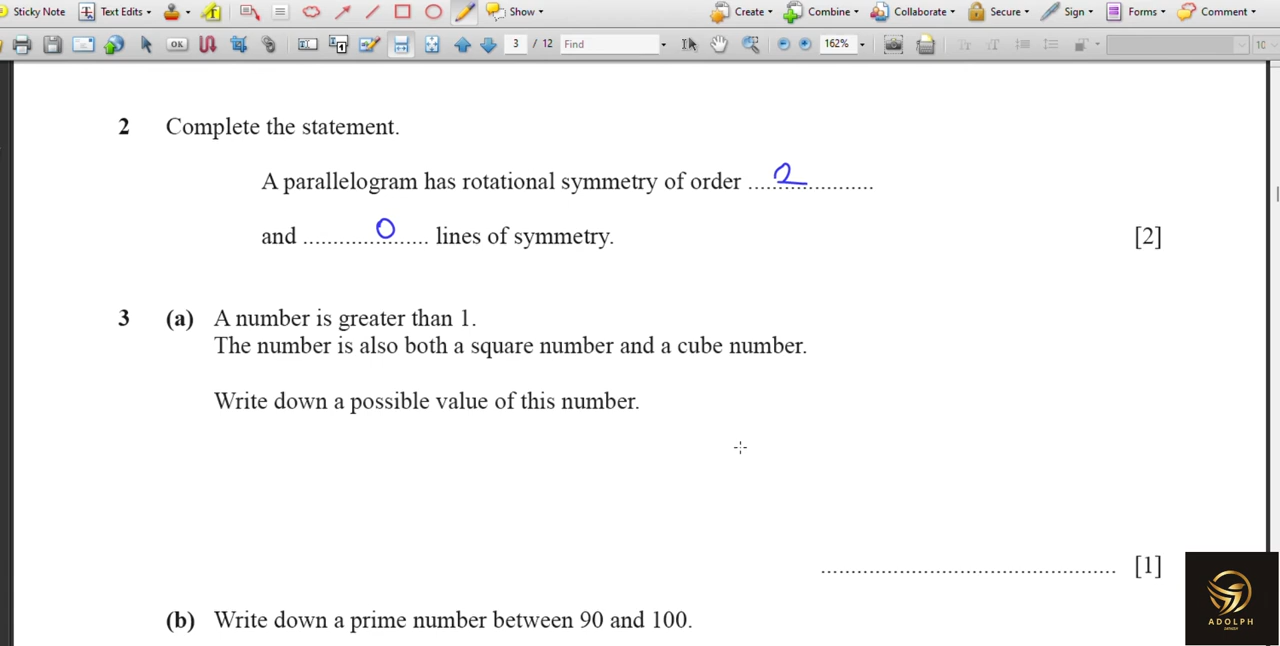 Sticky Note Text Edits Show Create Combine Collaborate Secure Sign Forms Comment
OK 3 / 12 Find 162% Tr T 10
2 Complete the statement.
A parallelogram has rotational symmetry of order ....2....................
and ............0......... lines of symmetry. [2]
3 (a) A number is greater than 1.
The number is also both a square number and a cube number.
Write down a possible value of this number.
................................................. [1]
(b) Write down a prime number between 90 and 100.
ADOLPH